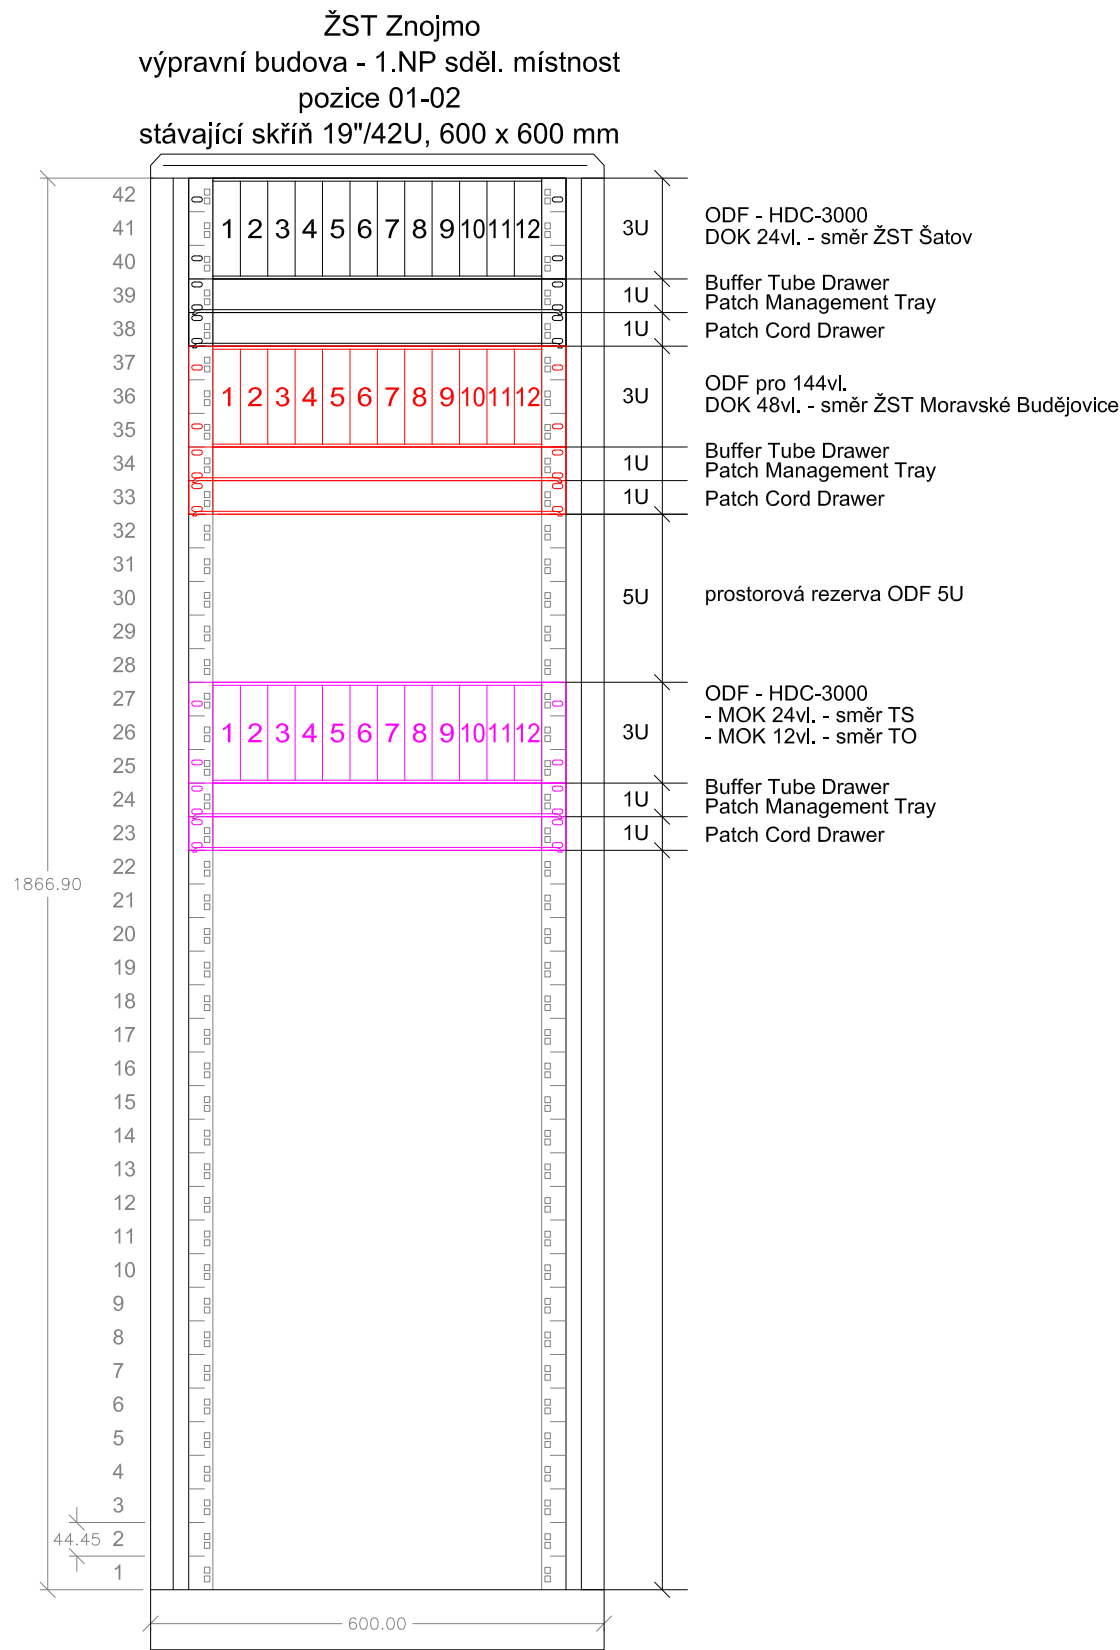 ŽST Znojmo
výpravní budova - 1.NP sděl. místnost
pozice 01-02
stávající skříň 19"/42U, 600 x 600 mm
42
41 1 2 3 4 5 6 7 8 9 10 11 12 3U
ODF - HDC-3000
DOK 24vl. - směr ŽST Šatov
40
39 1U
Buffer Tube Drawer
Patch Management Tray
38 1U Patch Cord Drawer
37
36 1 2 3 4 5 6 7 8 9 10 11 12 3U
ODF pro 144vl.
DOK 48vl. - směr ŽST Moravské Budějovice
35
34 1U
Buffer Tube Drawer
Patch Management Tray
33 1U Patch Cord Drawer
32
31
30 5U prostorová rezerva ODF 5U
29
28
27
26 1 2 3 4 5 6 7 8 9 10 11 12 3U
ODF - HDC-3000
- MOK 24vl. - směr TS
- MOK 12vl. - směr TO
25
24 1U
Buffer Tube Drawer
Patch Management Tray
23 1U Patch Cord Drawer
22
1866.90
21
20
19
18
17
16
15
14
13
12
11
10
9
8
7
6
5
4
3
44.45 2
1
600.00